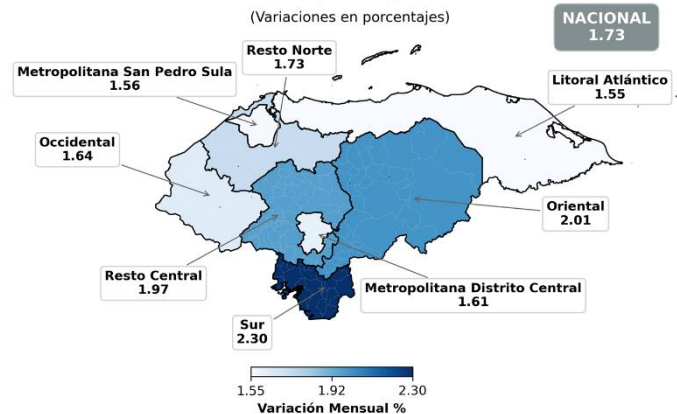 (Variaciones en porcentajes)
NACIONAL
1.73
Resto Norte
1.73
Metropolitana San Pedro Sula
1.56
Litoral Atlántico
1.55
Occidental
1.64
Oriental
2.01
Resto Central
1.97
Metropolitana Distrito Central
1.61
Sur
2.30
1.55 1.92 2.30
Variación Mensual %